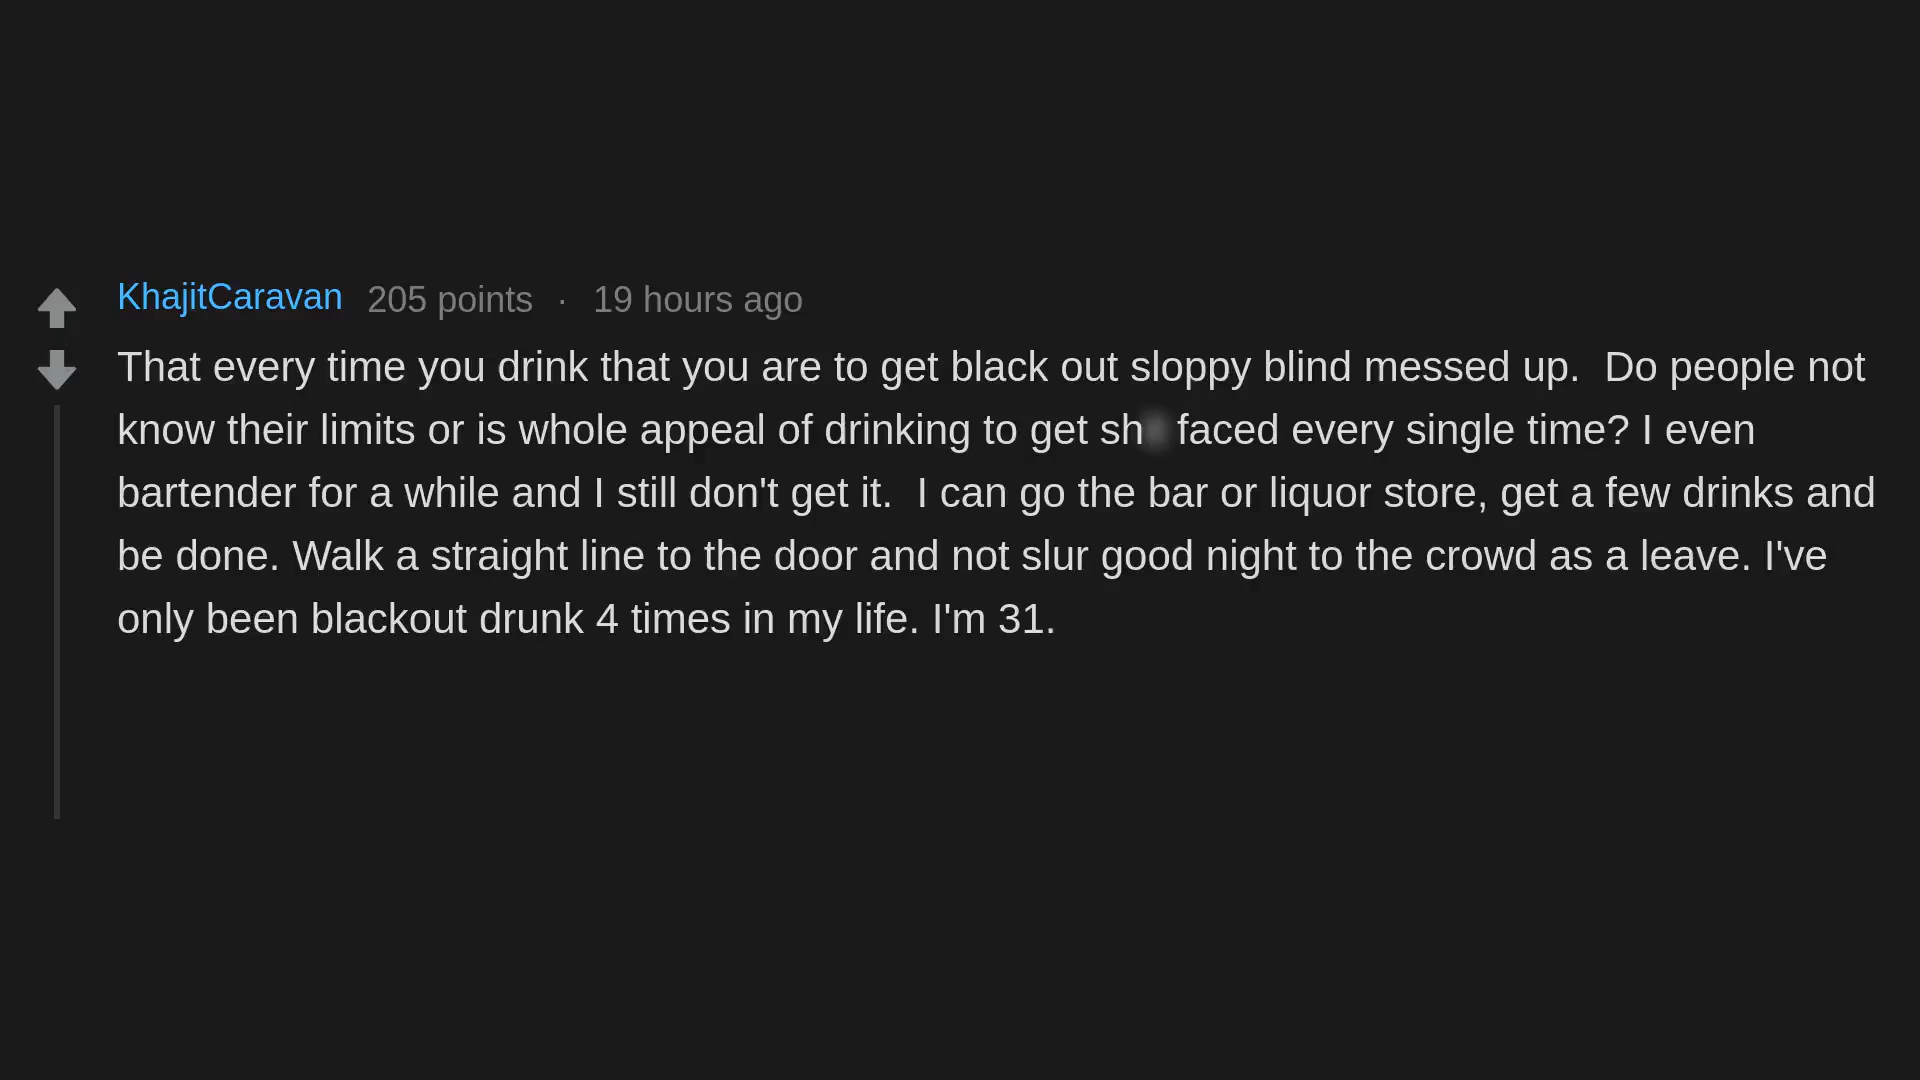 KhajitCaravan 205 points · 19 hours ago
That every time you drink that you are to get black out sloppy blind messed up.  Do people not
know their limits or is whole appeal of drinking to get sh faced every single time? I even
bartender for a while and I still don't get it.  I can go the bar or liquor store, get a few drinks and
be done. Walk a straight line to the door and not slur good night to the crowd as a leave. I've
only been blackout drunk 4 times in my life. I'm 31.